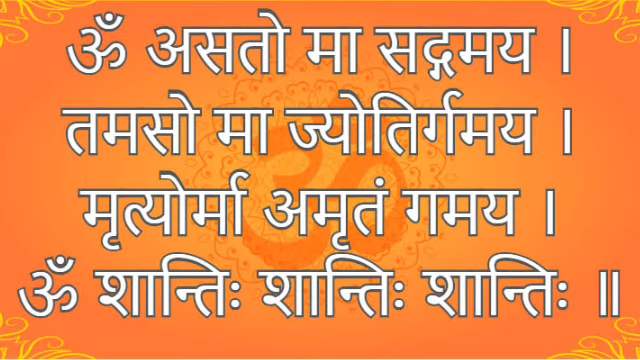 ॐ असतो मा सद्गमय ।
तमसो मा ज्योतिर्गमय ।
मृत्योर्मा अमृतं गमय ।
ॐ शान्तिः शान्तिः शान्तिः ॥